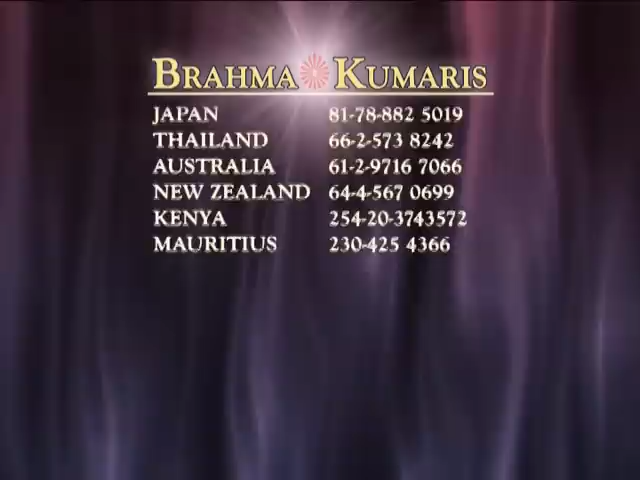 BRAHMA KUMARIS
JAPAN 81-78-882 5019
THAILAND 66-2-573 8242
AUSTRALIA 61-2-9716 7066
NEW ZEALAND 64-4-567 0699
KENYA 254-20-3743572
MAURITIUS 230-425 4366